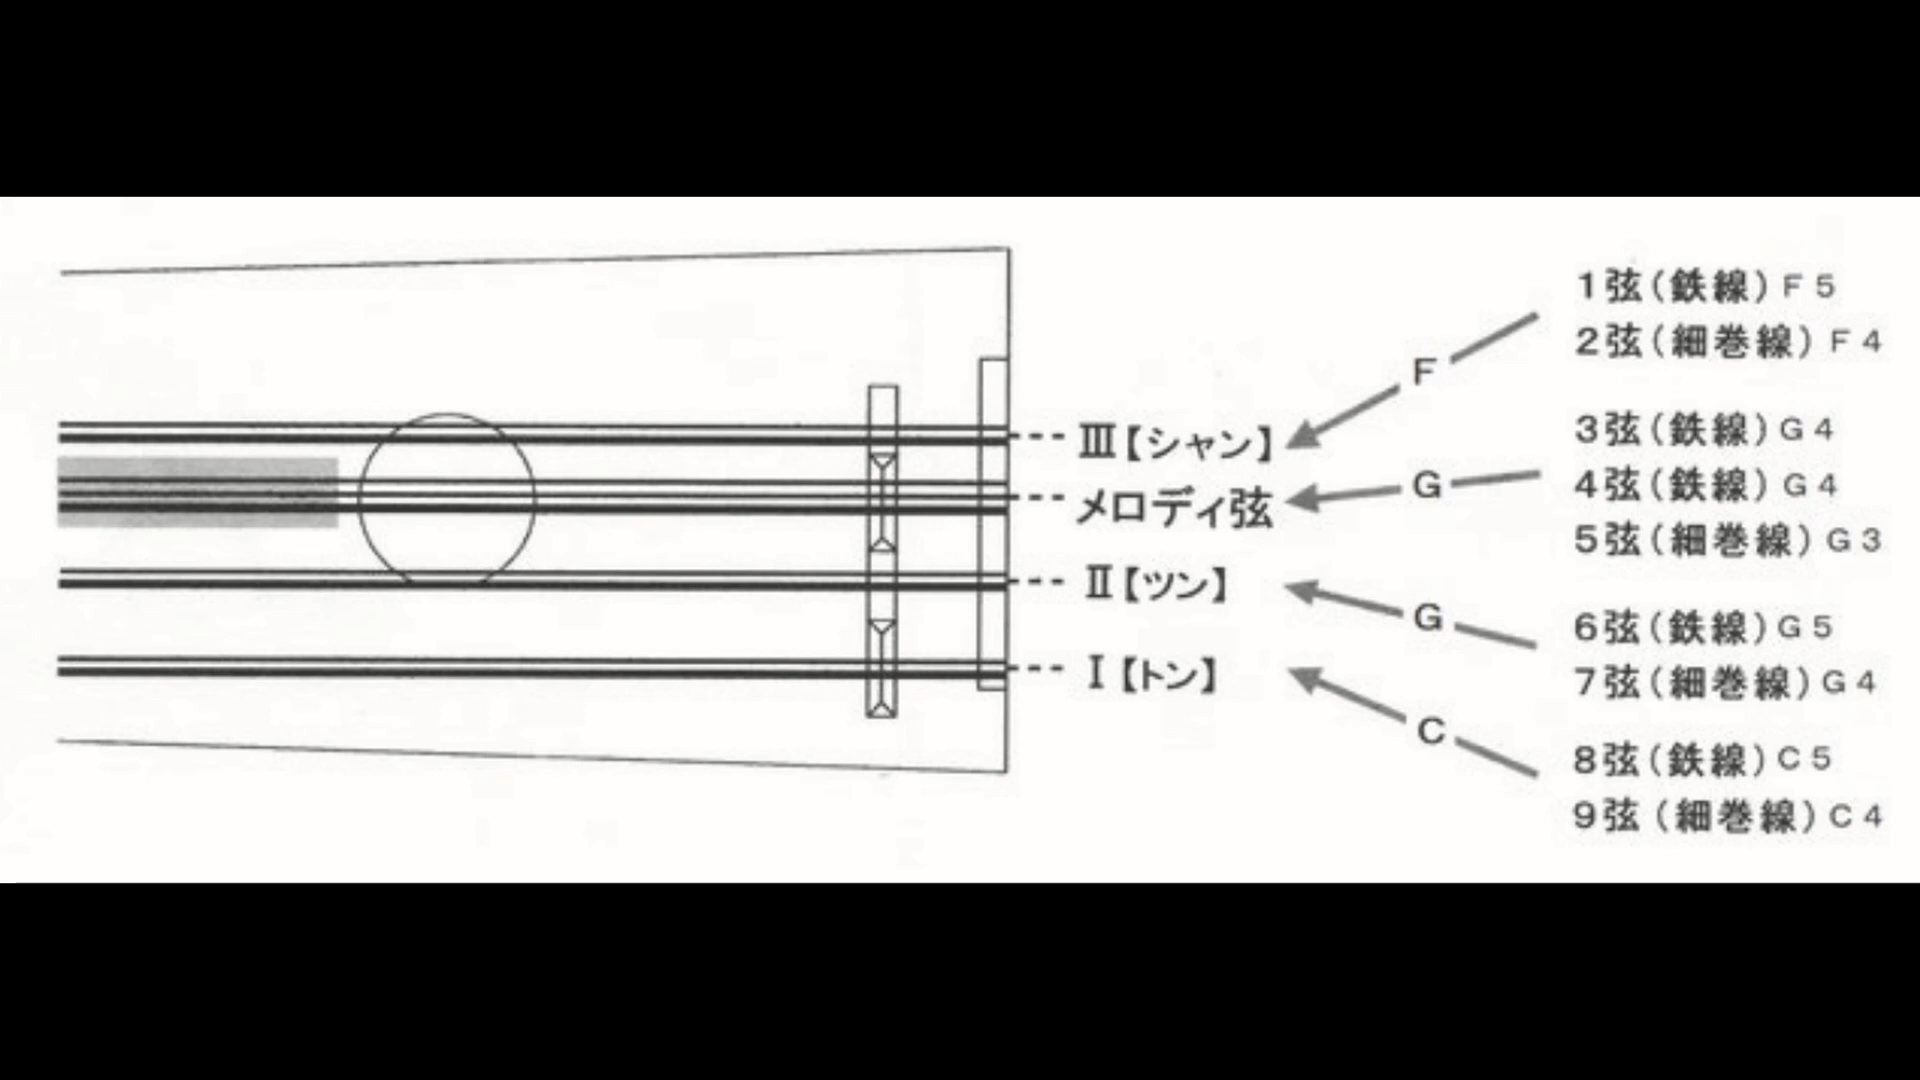 1弦(鉄線)F5
2弦(細巻線)F4
F
Ⅲ【シャン】
3弦(鉄線)G4
メロディ弦
G
4弦(鉄線)G4
5弦(細巻線)G3
Ⅱ【ツン】
G
6弦(鉄線)G5
7弦(細巻線)G4
Ⅰ【トン】
C
8弦(鉄線)C5
9弦(細巻線)C4